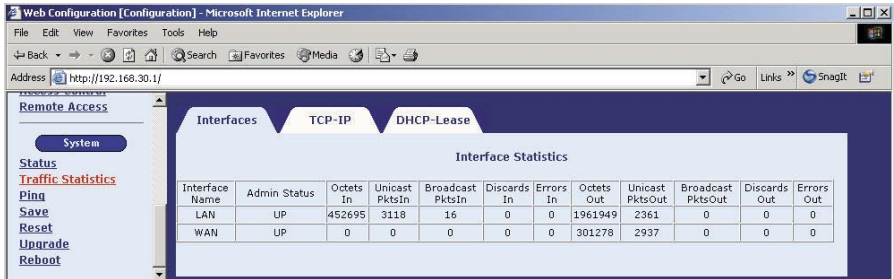 Web Configuration [Configuration] - Microsoft Internet Explorer
File Edit View Favorites Tools Help
Back Search Favorites Media
Address http://192.168.30.1/ Go Links » SnagIt
Access Control
Remote Access
System
Status
Traffic Statistics
Ping
Save
Reset
Upgrade
Reboot
Interfaces TCP-IP DHCP-Lease
Interface Statistics
Interface Name Admin Status Octets In Unicast PktsIn Broadcast PktsIn Discards In Errors In Octets Out Unicast PktsOut Broadcast PktsOut Discards Out Errors Out
LAN UP 452695 3118 16 0 0 1961949 2361 0 0 0
WAN UP 0 0 0 0 0 301278 2937 0 0 0